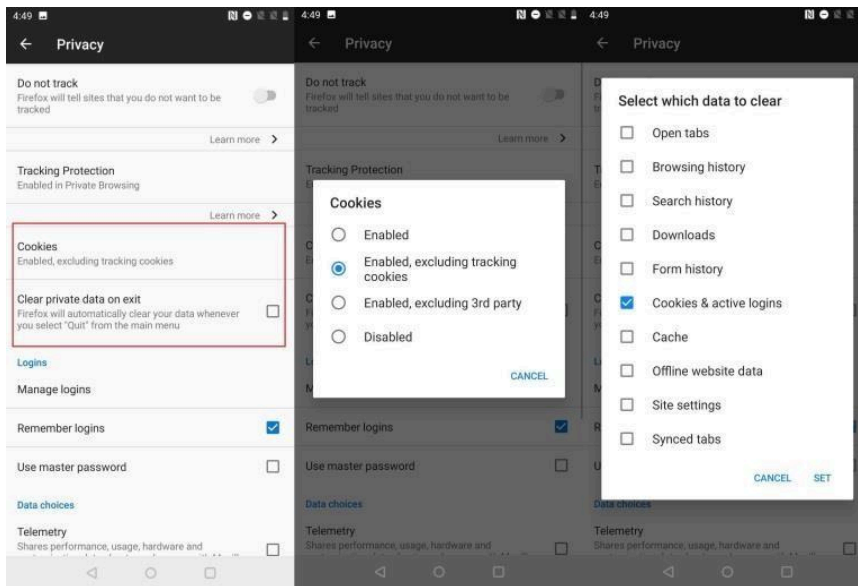 4:49
Privacy
Do not track
Firefox will tell sites that you do not want to be
tracked
Learn more
Tracking Protection
Enabled in Private Browsing
Learn more
Cookies
Enabled, excluding tracking cookies
Clear private data on exit
Firefox will automatically clear your data whenever
you select "Quit" from the main menu
Logins
Manage logins
Remember logins
Use master password
Data choices
Telemetry
Shares performance, usage, hardware and
4:49
Privacy
Do not track
Firefox will tell sites that you do not want to be
tracked
Learn more
Tracking Protection
Cookies
Enabled
Enabled, excluding tracking
cookies
Enabled, excluding 3rd party
Disabled
CANCEL
Remember logins
Use master password
Data choices
Telemetry
Shares performance, usage, hardware and
4:49
Privacy
Select which data to clear
Open tabs
Browsing history
Search history
Downloads
Form history
Cookies & active logins
Cache
Offline website data
Site settings
Synced tabs
CANCEL SET
Data choices
Telemetry
Shares performance, usage, hardware and